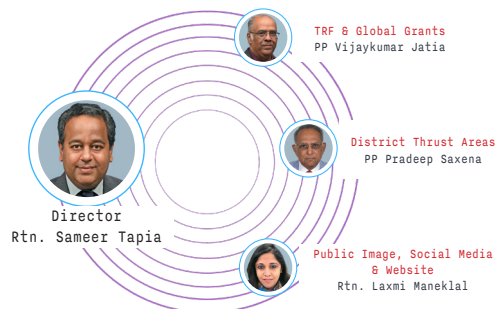 TRF & Global Grants
PP Vijaykumar Jatia
District Thrust Areas
PP Pradeep Saxena
Director
Rtn. Sameer Tapia
Public Image, Social Media
& Website
Rtn. Laxmi Maneklal